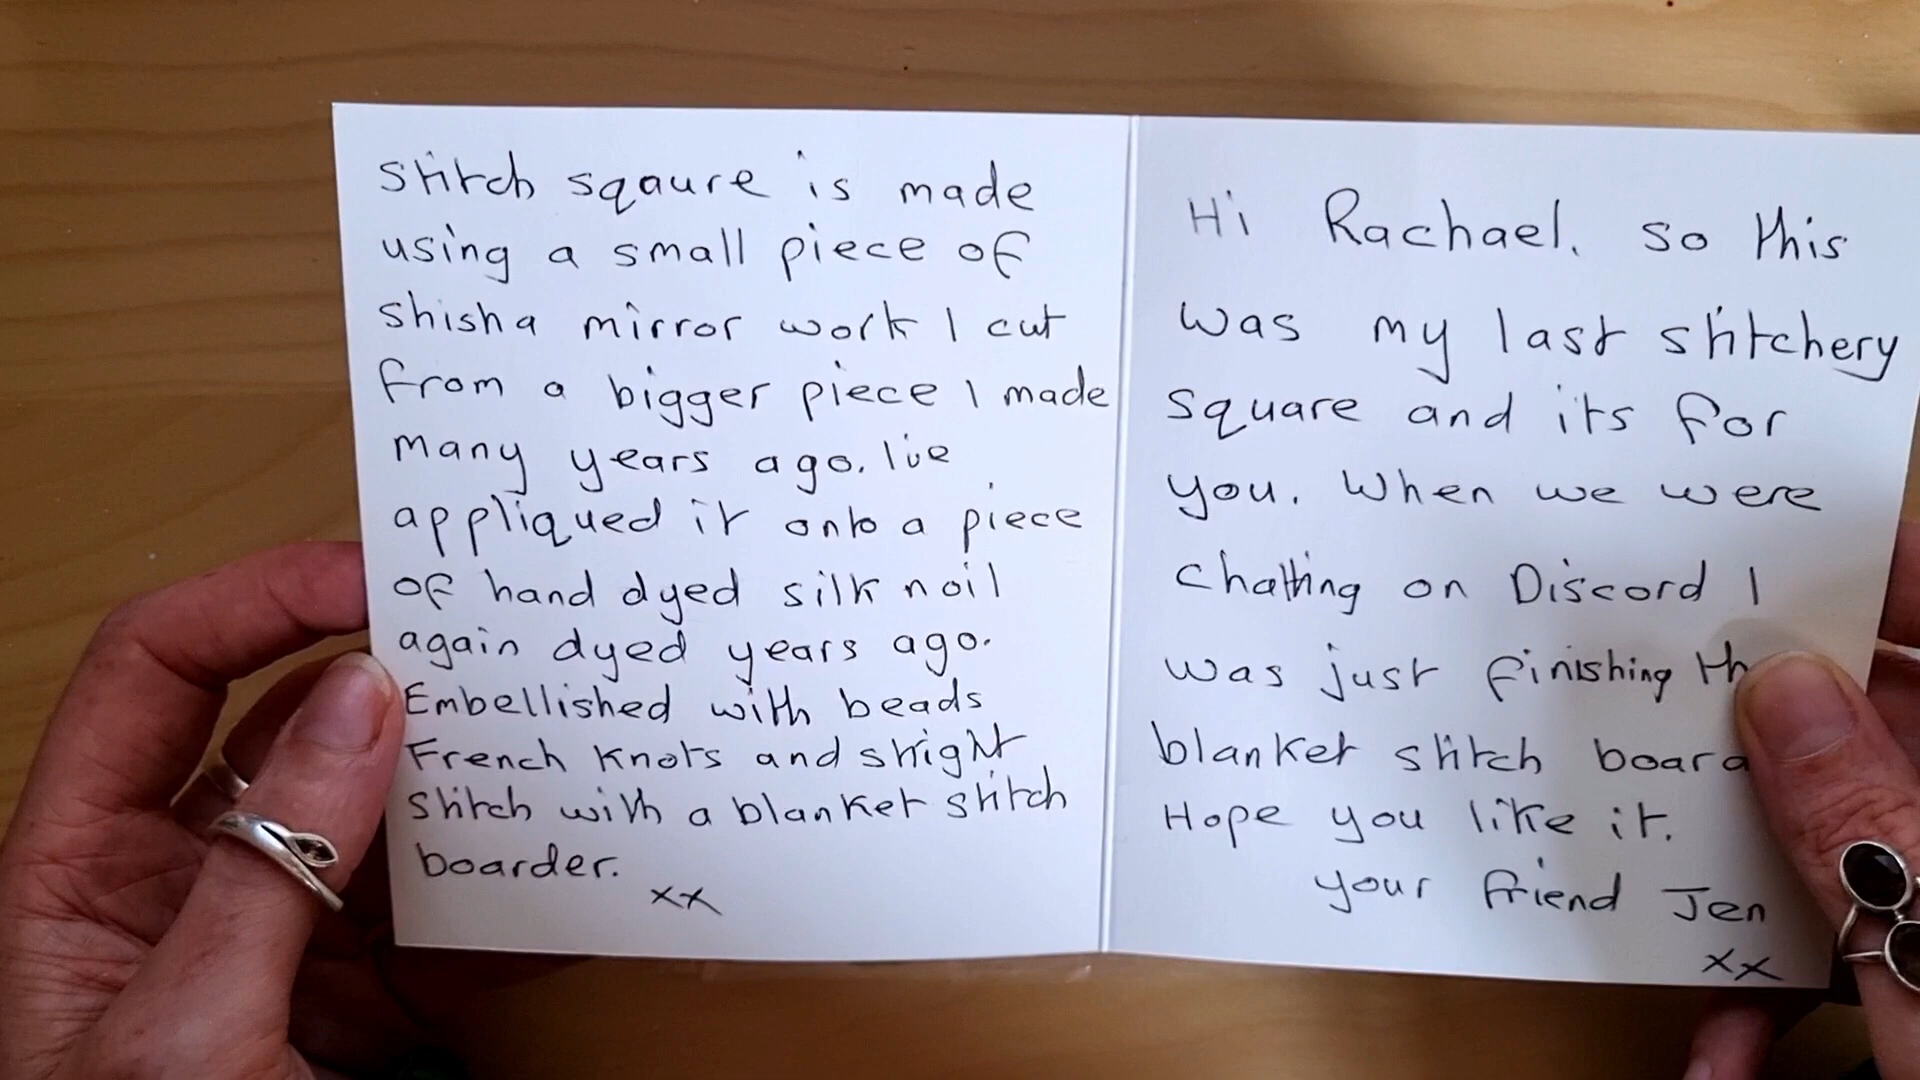 Stitch sqaure is made
using a small piece of
shisha mirror work I cut
from a bigger piece I made
many years ago. Ive
appliqued it onto a piece
of hand dyed silk noil
again dyed years ago.
Embellished with beads
French Knots and stright
Stitch with a blanket stitch
boarder.
xx
Hi Rachael. so this
was my last stitchery
square and its for
you. When we were
chatting on Discord I
was just finishing
blanket stitch
Hope you like it.
your friend Jen
xx